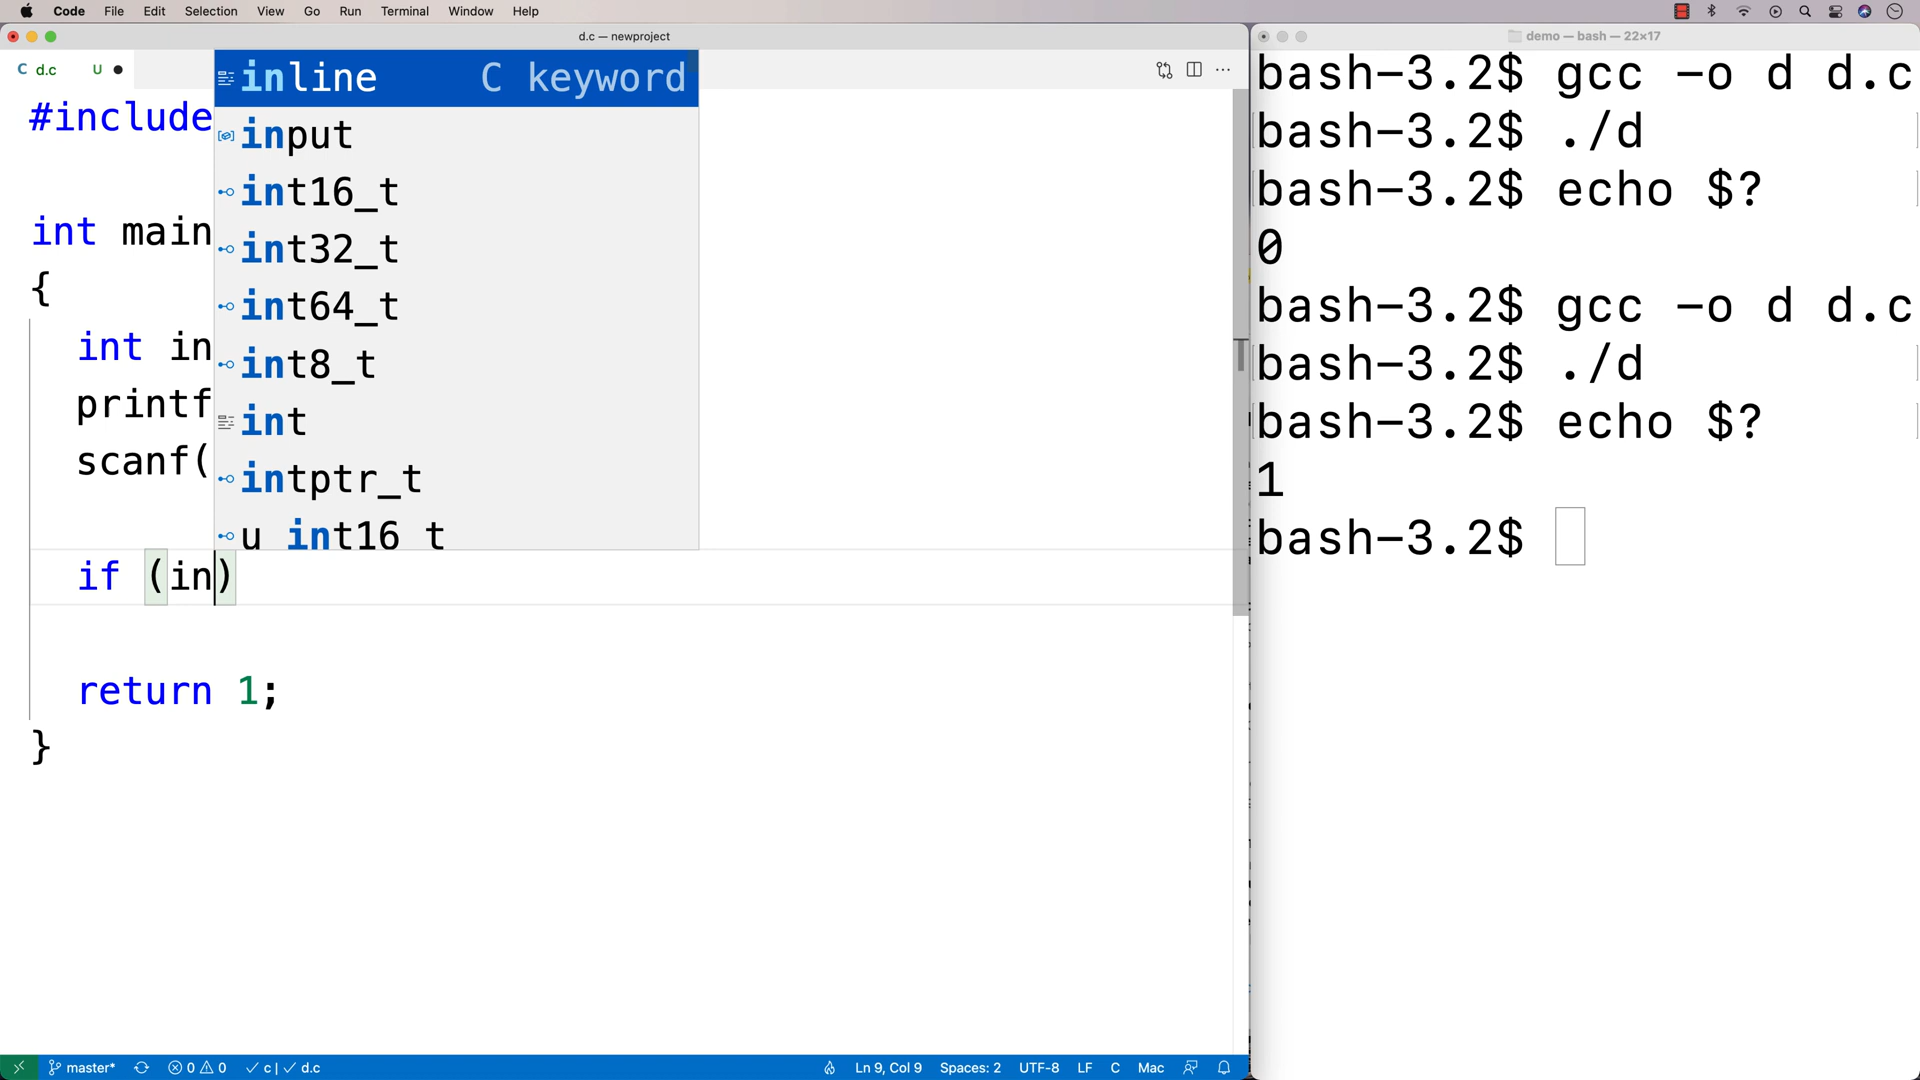 Code File Edit Selection View Go Run Terminal Window Help
d.c — newproject
C d.c U
inline C keyword
#include
input
int16_t
int main
int32_t
{
int64_t
int in
int8_t
printf
int
scanf(
intptr_t
u_int16_t
if (in)
return 1;
}
master* 0 0 c | d.c Ln 9, Col 9 Spaces: 2 UTF-8 LF C Mac
demo — bash — 22×17
bash-3.2$ gcc -o d d.c
bash-3.2$ ./d
bash-3.2$ echo $?
0
bash-3.2$ gcc -o d d.c
bash-3.2$ ./d
bash-3.2$ echo $?
1
bash-3.2$